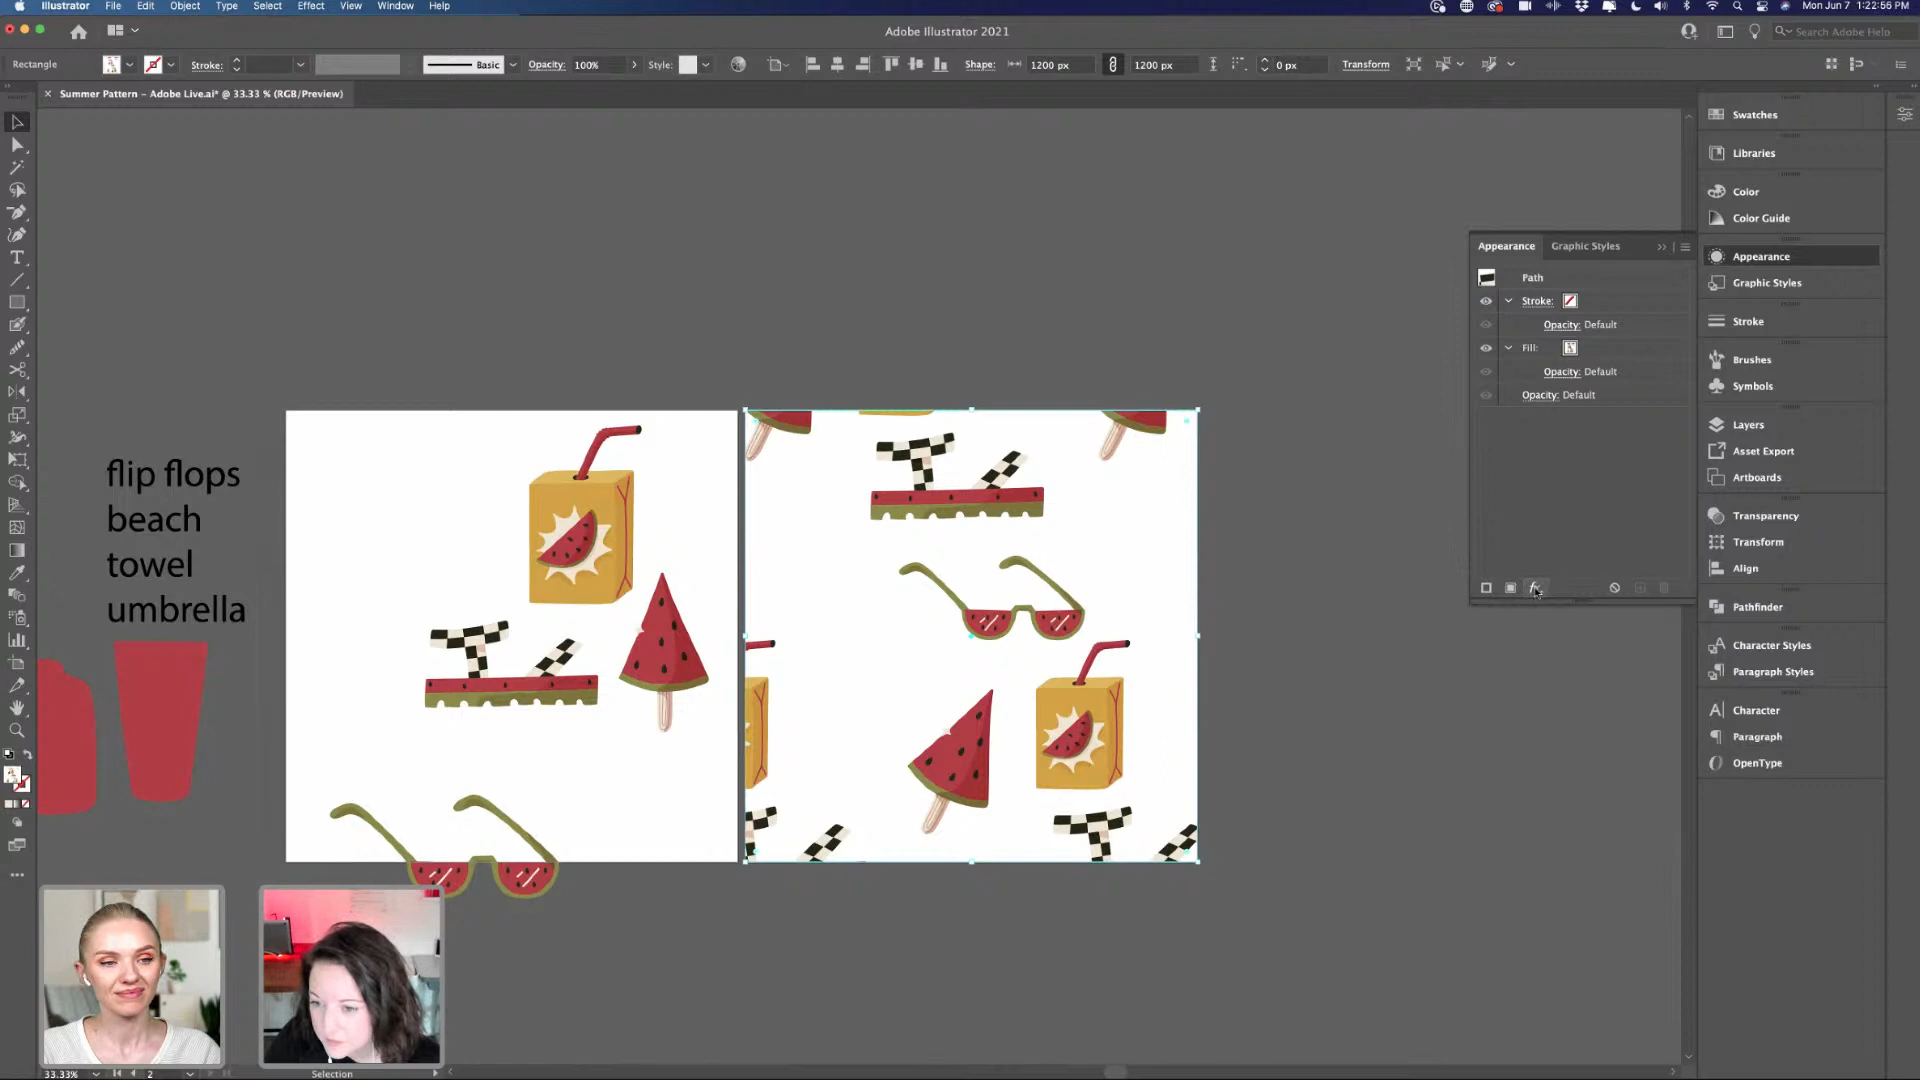 Illustrator File Edit Object Type Select Effect View Window Help
Mon Jun 7 1:22:56 PM
Adobe Illustrator 2021
Search Adobe Help
Rectangle
Stroke:
Basic
Opacity: 100%
Style:
Shape:
1200 px
1200 px
0 px
Transform
Summer Pattern – Adobe Live.ai* @ 33.33 % (RGB/Preview)
flip flops
beach
towel
umbrella
Appearance Graphic Styles
Path
Stroke:
Opacity: Default
Fill:
Opacity: Default
Opacity: Default
fx
Swatches
Libraries
Color
Color Guide
Appearance
Graphic Styles
Stroke
Brushes
Symbols
Layers
Asset Export
Artboards
Transparency
Transform
Align
Pathfinder
Character Styles
Paragraph Styles
Character
Paragraph
OpenType
33.33%
2
Selection